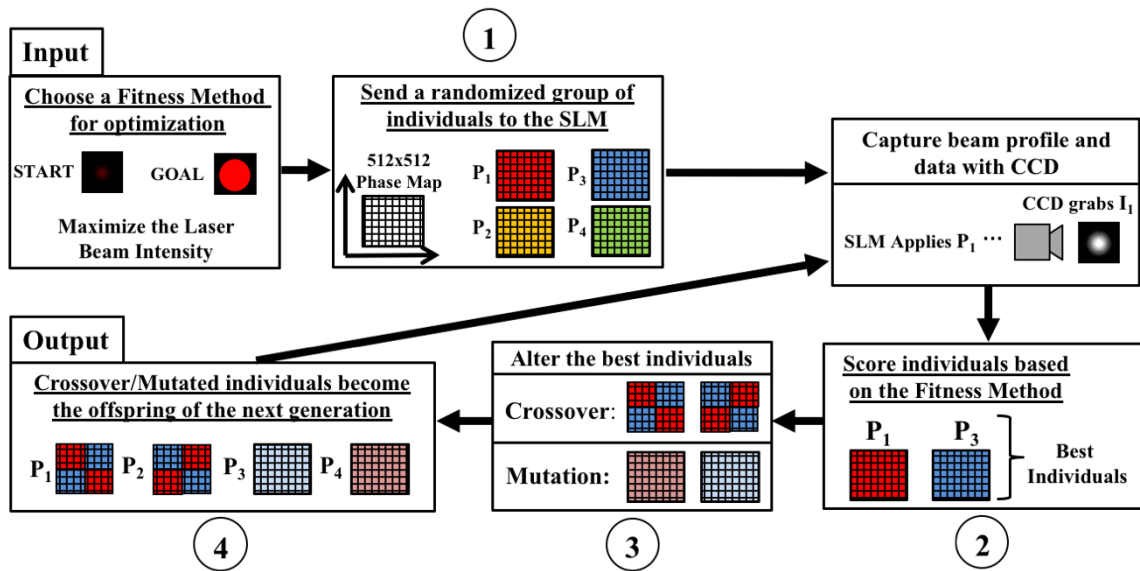 1
Input
Choose a Fitness Method
for optimization
START
GOAL
Maximize the Laser
Beam Intensity
Send a randomized group of
individuals to the SLM
512x512
Phase Map
P1
P3
P2
P4
Capture beam profile and
data with CCD
CCD grabs I1
SLM Applies P1 ...
Score individuals based
on the Fitness Method
P1
P3
Best
Individuals
2
Alter the best individuals
Crossover:
Mutation:
3
Output
Crossover/Mutated individuals become
the offspring of the next generation
P1
P2
P3
P4
4